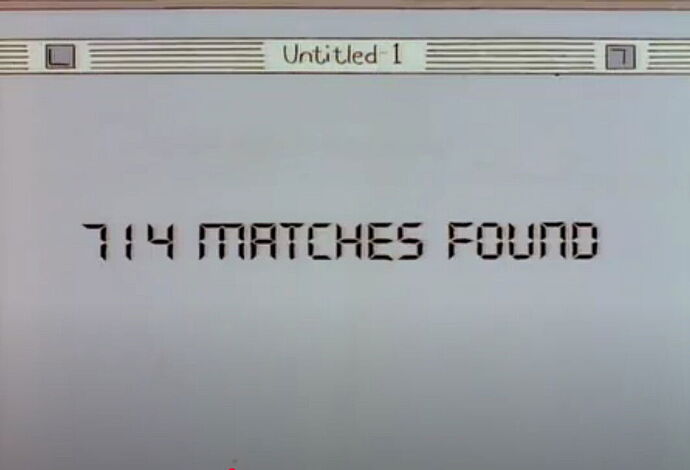 Untitled-1
714 MATCHES FOUND